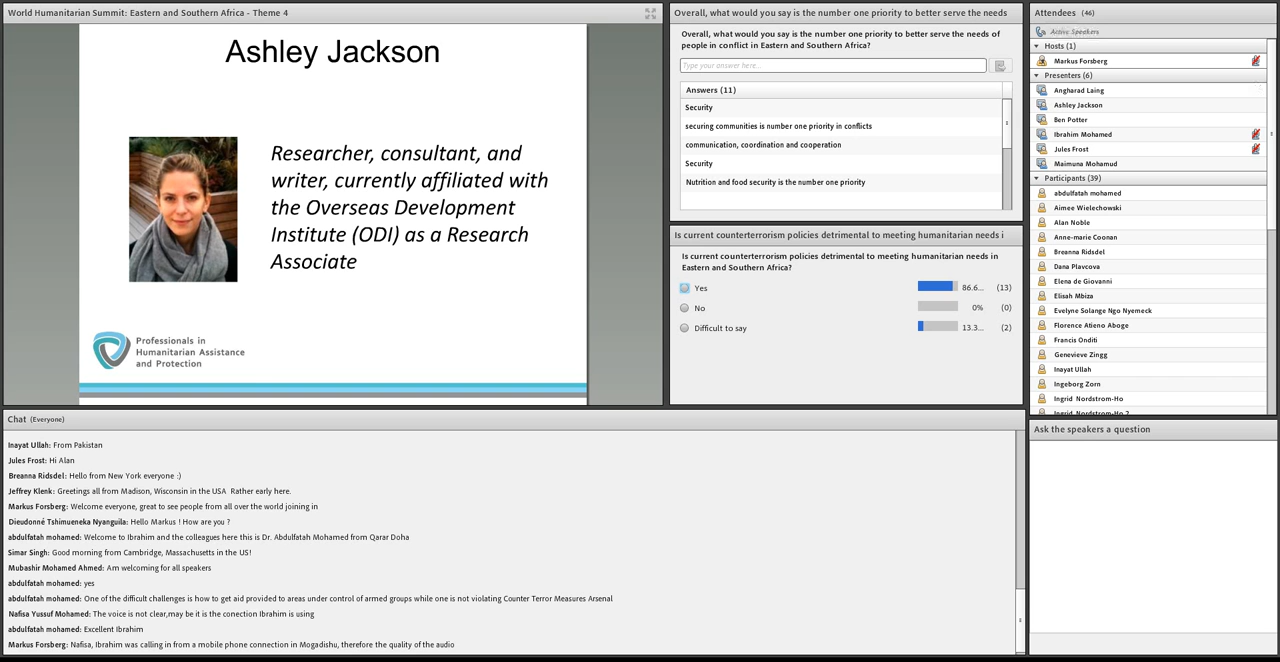 World Humanitarian Summit: Eastern and Southern Africa - Theme 4
Ashley Jackson
Researcher, consultant, and
writer, currently affiliated with
the Overseas Development
Institute (ODI) as a Research
Associate
Professionals in
Humanitarian Assistance
and Protection
Overall, what would you say is the number one priority to better serve the needs
Overall, what would you say is the number one priority to better serve the needs of
people in conflict in Eastern and Southern Africa?
Type your answer here...
Answers (11)
Security
securing communities is number one priority in conflicts
communication, coordination and cooperation
Security
Nutrition and food security is the number one priority
Is current counterterrorism policies detrimental to meeting humanitarian needs i
Is current counterterrorism policies detrimental to meeting humanitarian needs in
Eastern and Southern Africa?
Yes 86.6... (13)
No 0% (0)
Difficult to say 13.3... (2)
Attendees (46)
Active Speakers
Hosts (1)
Markus Forsberg
Presenters (6)
Angharad Laing
Ashley Jackson
Ben Potter
Ibrahim Mohamed
Jules Frost
Maimuna Mohamud
Participants (39)
abdulfatah mohamed
Aimee Wielechowski
Alan Noble
Anne-marie Coonan
Breanna Ridsdel
Dana Plavcova
Elena de Giovanni
Elisah Mbiza
Evelyne Solange Ngo Nyemeck
Florence Atieno Aboge
Francis Onditi
Genevieve Zingg
Inayat Ullah
Ingeborg Zorn
Ingrid Nordstrom-Ho
Ingrid Nordstrom-Ho 2
Chat (Everyone)
Inayat Ullah: From Pakistan
Jules Frost: Hi Alan
Breanna Ridsdel: Hello from New York everyone :)
Jeffrey Klenk: Greetings all from Madison, Wisconsin in the USA Rather early here.
Markus Forsberg: Welcome everyone, great to see people from all over the world joining in
Dieudonné Tshimueneka Nyanguila: Hello Markus ! How are you ?
abdulfatah mohamed: Welcome to Ibrahim and the colleagues here this is Dr. Abdulfatah Mohamed from Qarar Doha
Simar Singh: Good morning from Cambridge, Massachusetts in the US!
Mubashir Mohamed Ahmed: Am welcoming for all speakers
abdulfatah mohamed: yes
abdulfatah mohamed: One of the difficult challenges is how to get aid provided to areas under control of armed groups while one is not violating Counter Terror Measures Arsenal
Nafisa Yussuf Mohamed: The voice is not clear,may be it is the conection Ibrahim is using
abdulfatah mohamed: Excellent Ibrahim
Markus Forsberg: Nafisa, Ibrahim was calling in from a mobile phone connection in Mogadishu, therefore the quality of the audio
Ask the speakers a question